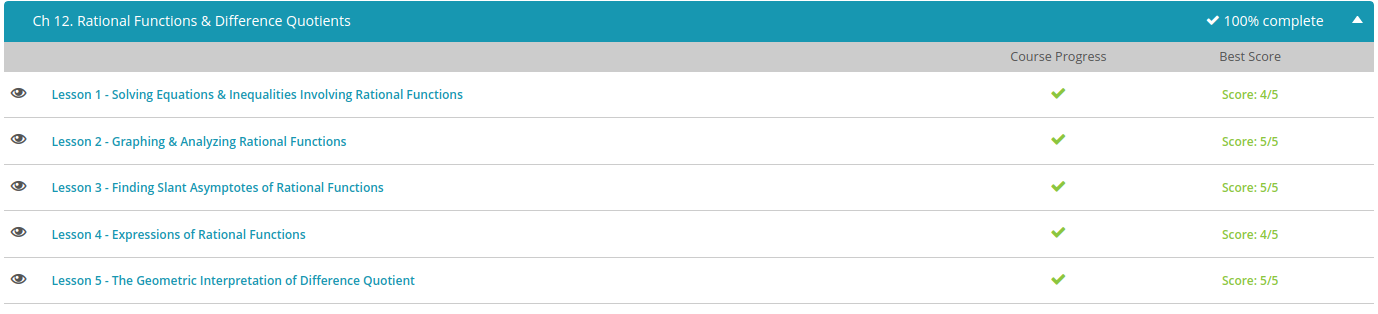 Ch 12. Rational Functions & Difference Quotients 100% complete
Course Progress Best Score
Lesson 1 - Solving Equations & Inequalities Involving Rational Functions Score: 4/5
Lesson 2 - Graphing & Analyzing Rational Functions Score: 5/5
Lesson 3 - Finding Slant Asymptotes of Rational Functions Score: 5/5
Lesson 4 - Expressions of Rational Functions Score: 4/5
Lesson 5 - The Geometric Interpretation of Difference Quotient Score: 5/5